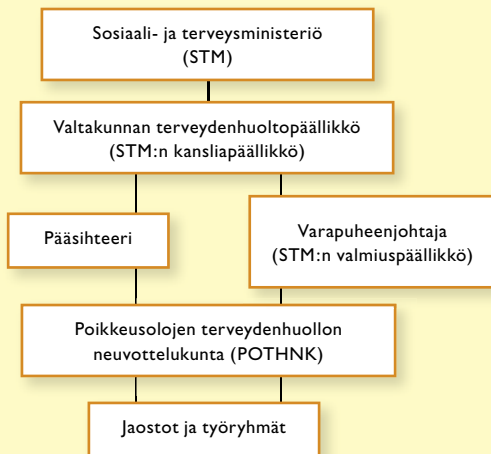 Sosiaali- ja terveysministeriö
(STM)
Valtakunnan terveydenhuoltopäällikkö
(STM:n kansliapäällikkö)
Pääsihteeri
Varapuheenjohtaja
(STM:n valmiuspäällikkö)
Poikkeusolojen terveydenhuollon
neuvottelukunta (POTHNK)
Jaostot ja työryhmät